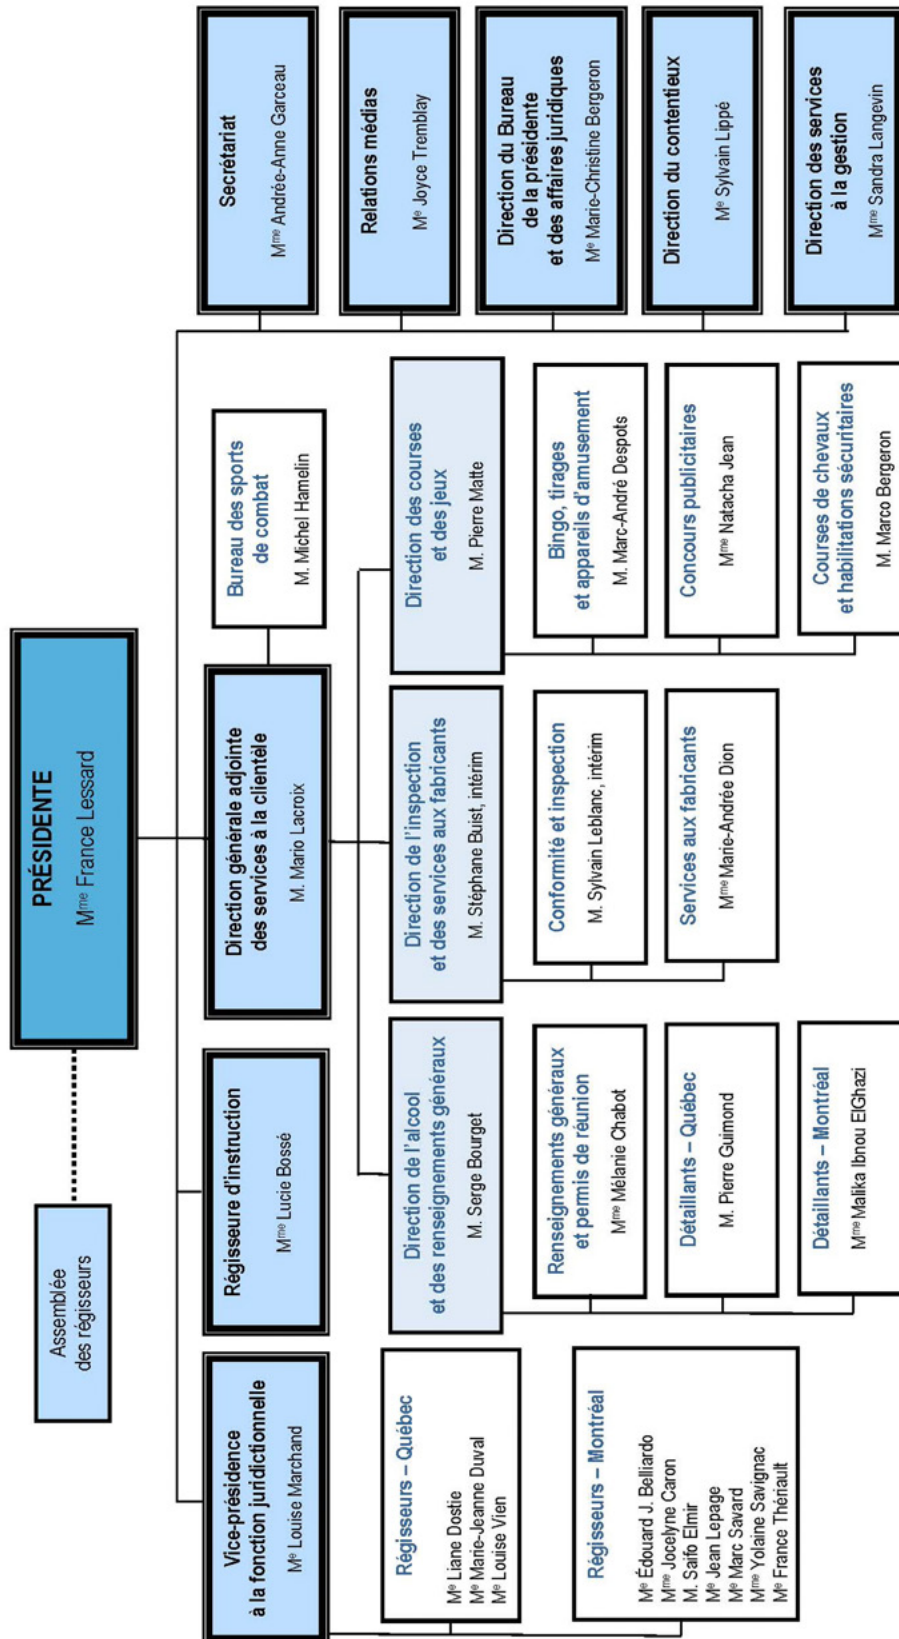 PRÉSIDENTE
Mme France Lessard
Assemblée
des régisseurs
Vice-présidence
à la fonction juridictionnelle
Me Louise Marchand
Régisseure d'instruction
Mme Lucie Bossé
Direction générale adjointe
des services à la clientèle
M. Mario Lacroix
Bureau des sports
de combat
M. Michel Hamelin
Secrétariat
Mme Andrée-Anne Garceau
Relations médias
Me Joyce Tremblay
Direction du Bureau
de la présidente
et des affaires juridiques
Me Marie-Christine Bergeron
Direction du contentieux
Me Sylvain Lippé
Direction des services
à la gestion
Mme Sandra Langevin
Régisseurs – Québec
Me Liane Dostie
Me Marie-Jeanne Duval
Me Louise Vien
Régisseurs – Montréal
Me Édouard J. Belliardo
Mme Jocelyne Caron
M. Saifo Elmir
Me Jean Lepage
Me Marc Savard
Mme Yolaine Savignac
Me France Thériault
Direction de l'alcool
et des renseignements généraux
M. Serge Bourget
Renseignements généraux
et permis de réunion
Mme Mélanie Chabot
Détaillants – Québec
M. Pierre Guimond
Détaillants – Montréal
Mme Malika Ibnou ElGhazi
Direction de l'inspection
et des services aux fabricants
M. Stéphane Buist, intérim
Conformité et inspection
M. Sylvain Leblanc, intérim
Services aux fabricants
Mme Marie-Andrée Dion
Direction des courses
et des jeux
M. Pierre Matte
Bingo, tirages
et appareils d'amusement
M. Marc-André Despots
Concours publicitaires
Mme Natacha Jean
Courses de chevaux
et habilitations sécuritaires
M. Marco Bergeron